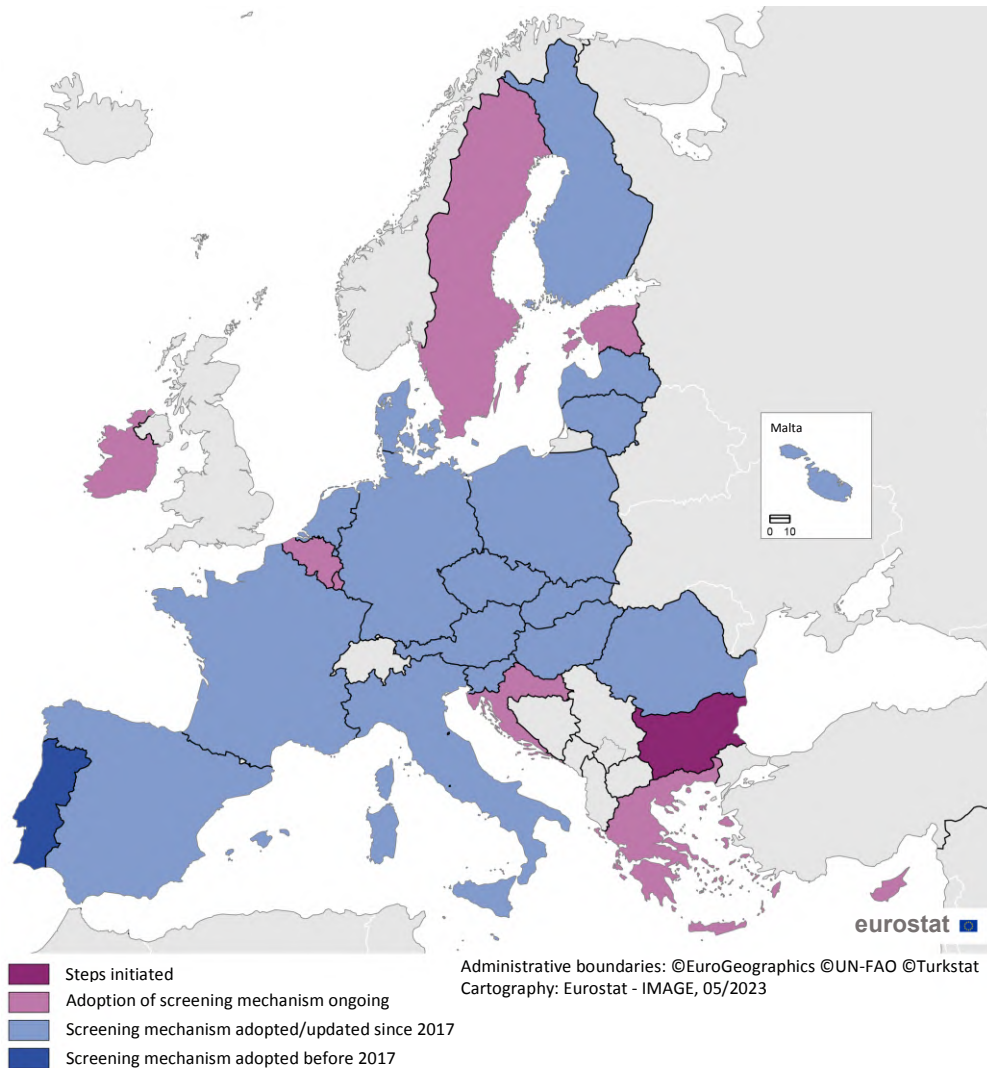 Malta
0 10
eurostat
Steps initiated
Adoption of screening mechanism ongoing
Screening mechanism adopted/updated since 2017
Screening mechanism adopted before 2017
Administrative boundaries: ©EuroGeographics ©UN-FAO ©Turkstat
Cartography: Eurostat - IMAGE, 05/2023